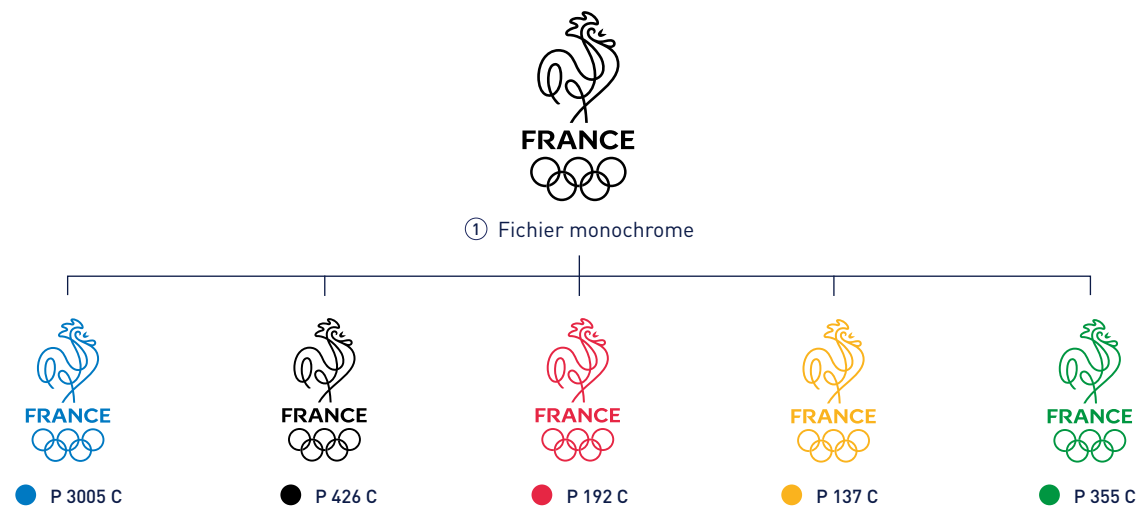 FRANCE
① Fichier monochrome
FRANCE FRANCE FRANCE FRANCE FRANCE
P 3005 C P 426 C P 192 C P 137 C P 355 C